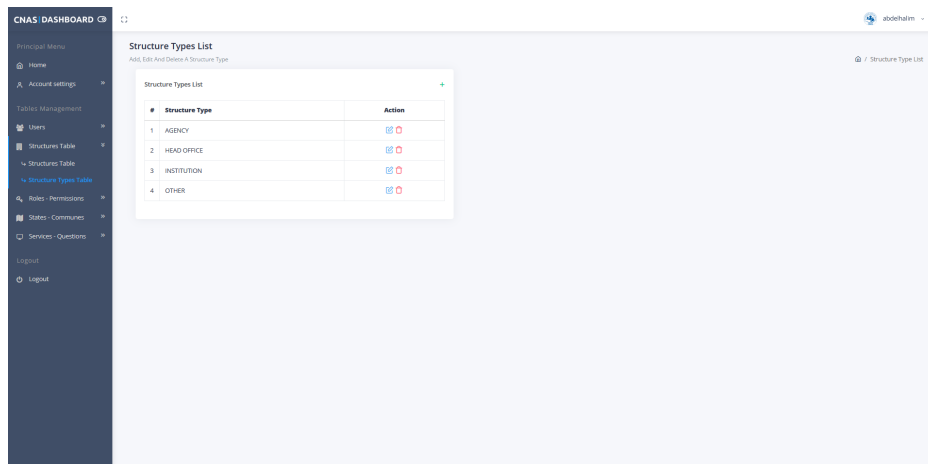 CNAS|DASHBOARD
abdelhalim
Principal Menu
Home
Account settings
Tables Management
Users
Structures Table
Structures Table
Structure Types Table
Roles - Permissions
States - Communes
Services - Questions
Logout
Logout
Structure Types List
Add, Edit And Delete A Structure Type
/ Structure Type List
Structure Types List +
# Structure Type Action
1 AGENCY
2 HEAD OFFICE
3 INSTITUTION
4 OTHER